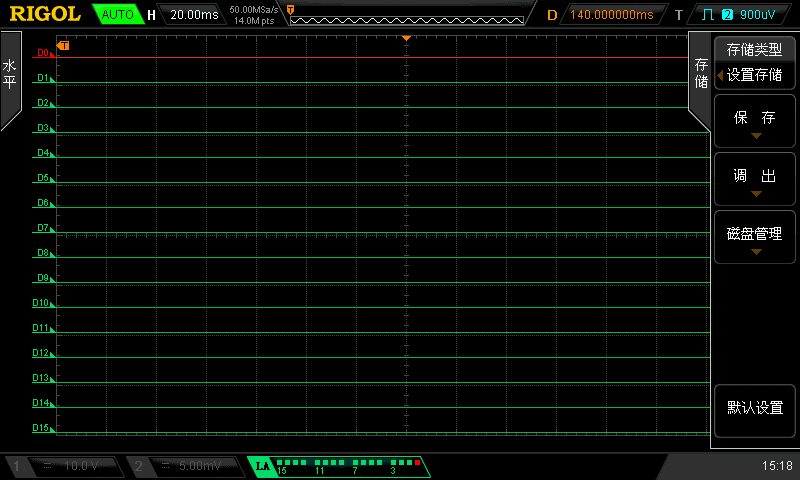 RIGOL AUTO H 20.00ms 50.00MSa/s 14.0M pts T D 140.000000ms T 2 900uV
水平
T
D0
D1
D2
D3
D4
D5
D6
D7
D8
D9
D10
D11
D12
D13
D14
D15
存储
存储类型
设置存储
保 存
调 出
磁盘管理
默认设置
1 10.0 V 2 5.00mV LA 15 11 7 3 15:18